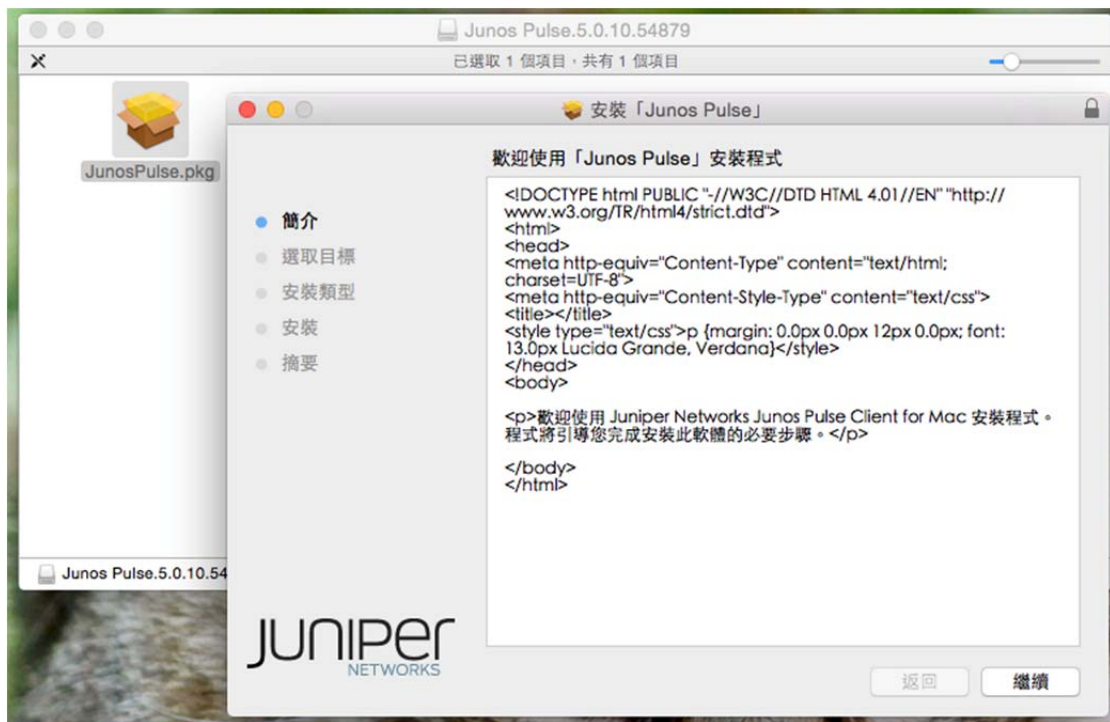 Junos Pulse.5.0.10.54879
已選取 1 個項目，共有 1 個項目
JunosPulse.pkg
安裝「Junos Pulse」
歡迎使用「Junos Pulse」安裝程式
簡介
選取目標
安裝類型
安裝
摘要
<!DOCTYPE html PUBLIC "-//W3C//DTD HTML 4.01//EN" "http://
www.w3.org/TR/html4/strict.dtd">
<html>
<head>
<meta http-equiv="Content-Type" content="text/html;
charset=UTF-8">
<meta http-equiv="Content-Style-Type" content="text/css">
<title></title>
<style type="text/css">p {margin: 0.0px 0.0px 12px 0.0px; font:
13.0px Lucida Grande, Verdana}</style>
</head>
<body>
<p>歡迎使用 Juniper Networks Junos Pulse Client for Mac 安裝程式。
程式將引導您完成安裝此軟體的必要步驟。</p>
</body>
</html>
Junos Pulse.5.0.10.54
JUNIPER
NETWORKS
返回
繼續